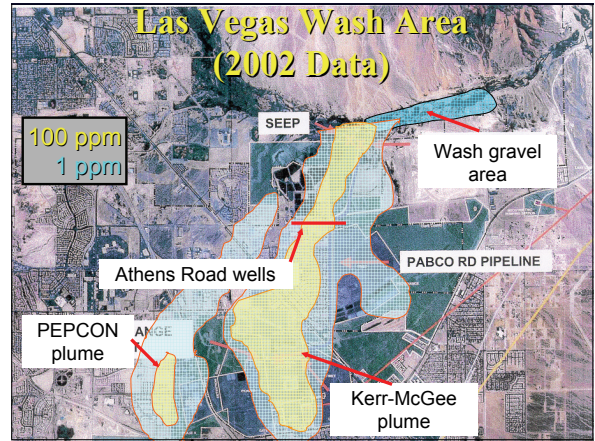 Las Vegas Wash Area
(2002 Data)
SEEP
100 ppm
1 ppm
Wash gravel
area
Athens Road wells
PABCO RD PIPELINE
PEPCON
plume
ANGE
Kerr-McGee
plume